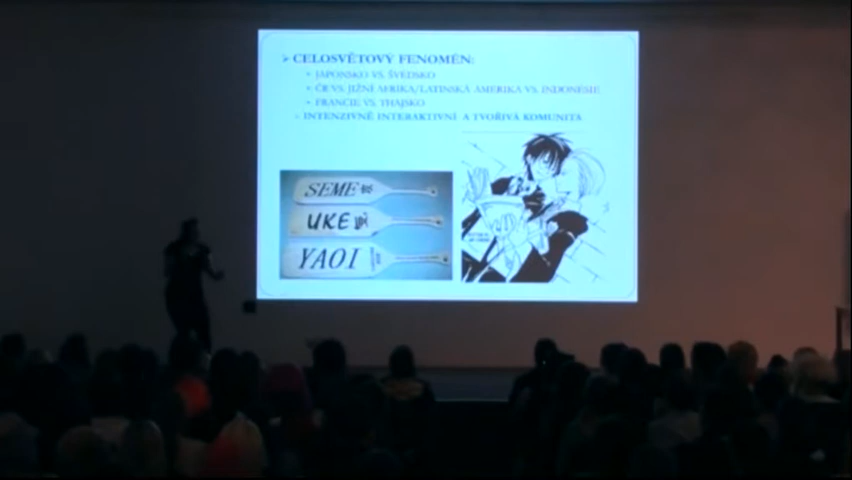 CELOSVĚTOVÝ FENOMÉN:
JAPONSKO VS. ŠVÉDSKO
ČR VS. JIŽNÍ AFRIKA/LATINSKÁ AMERIKA VS. INDONÉSIE
FRANCIE VS. THAJSKO
INTENZIVNĚ INTERAKTIVNÍ A TVOŘIVÁ KOMUNITA
SEME
UKE
YAOI